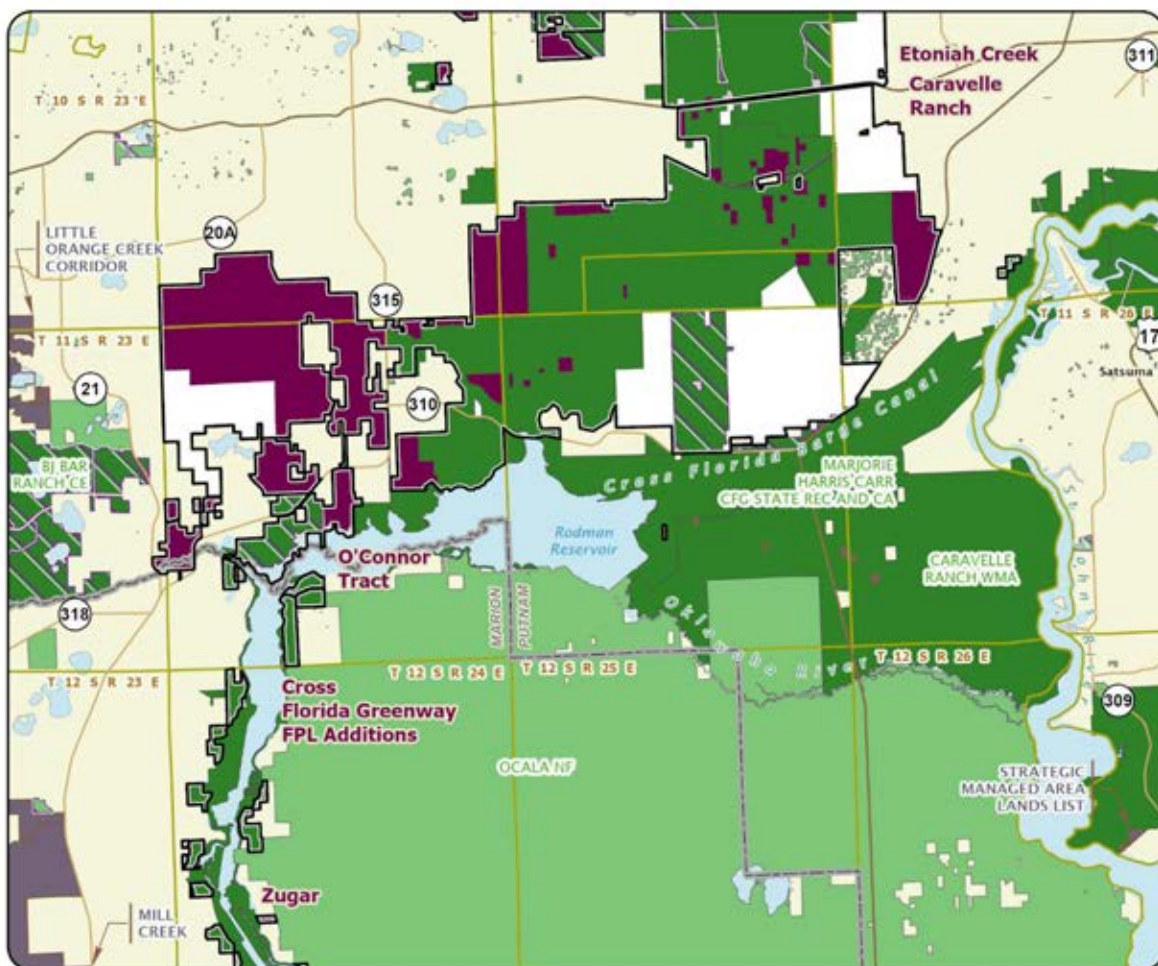 Etoniah Creek
311
Caravelle
Ranch
T 10 S R 23 E
LITTLE
ORANGE CREEK
CORRIDOR
20A
315
T 11 S R 26 E
T 11 S R 23 E
17
Satsuma
21
310
Cross Florida Barge Canal
BJ BAR
RANCH CE
MARJORIE
HARRIS CARR
CFG STATE REC AND CA
St. Johns River
Rodman
Reservoir
O'Connor
Tract
CARAVELLE
RANCH WMA
318
MARION
PUTNAM
Oklawaha River
T 12 S R 23 E
T 12 S R 24 E
T 12 S R 25 E
T 12 S R 26 E
Cross
Florida Greenway
FPL Additions
309
OCALA NF
STRATEGIC
MANAGED AREA
LANDS LIST
Zugar
MILL
CREEK